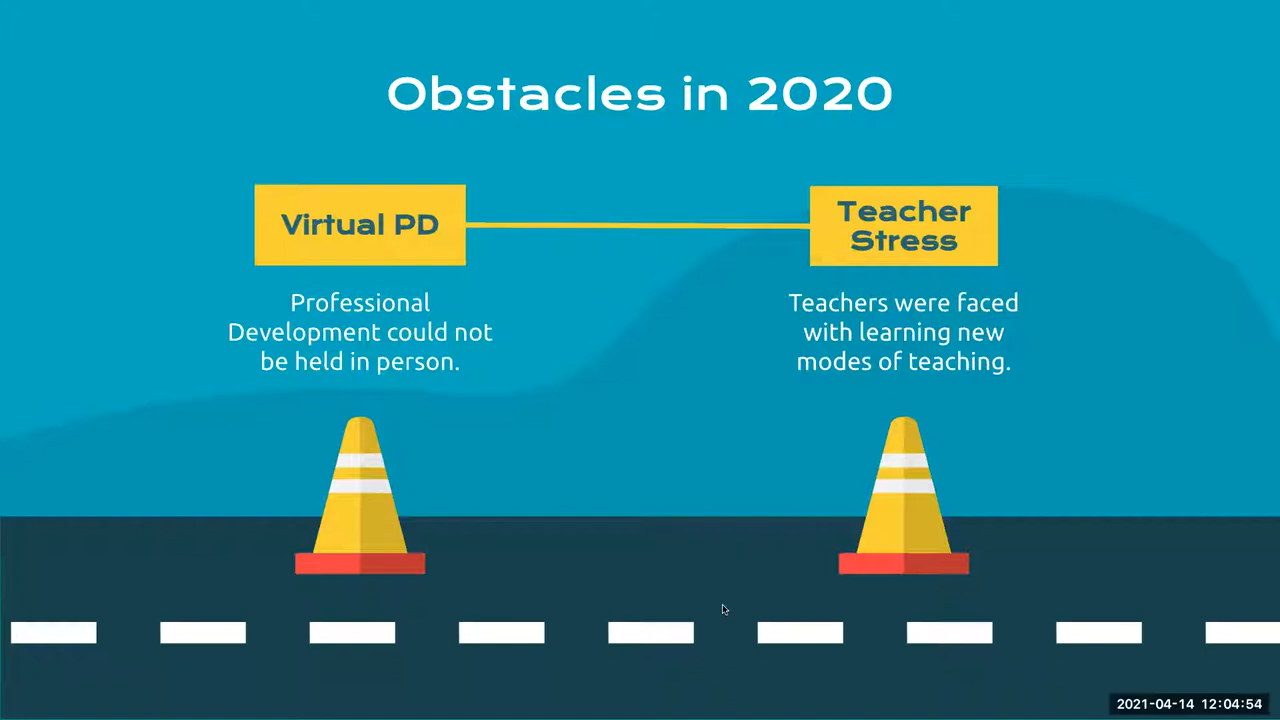 Obstacles in 2020
Virtual PD
Professional
Development could not
be held in person.
Teacher
Stress
Teachers were faced
with learning new
modes of teaching.
2021-04-14 12:04:54